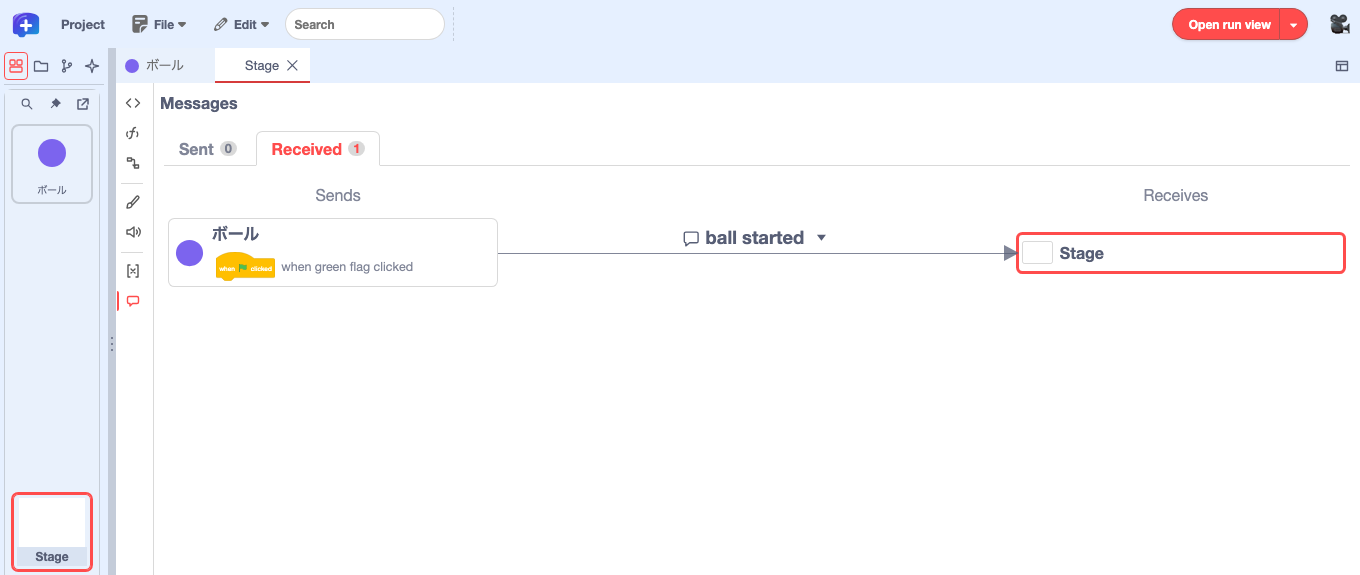 Project File Edit Search Open run view
ボール Stage
Messages
ボール
Sent 0 Received 1
Sends Receives
ボール
ball started
when clicked when green flag clicked
Stage
Stage